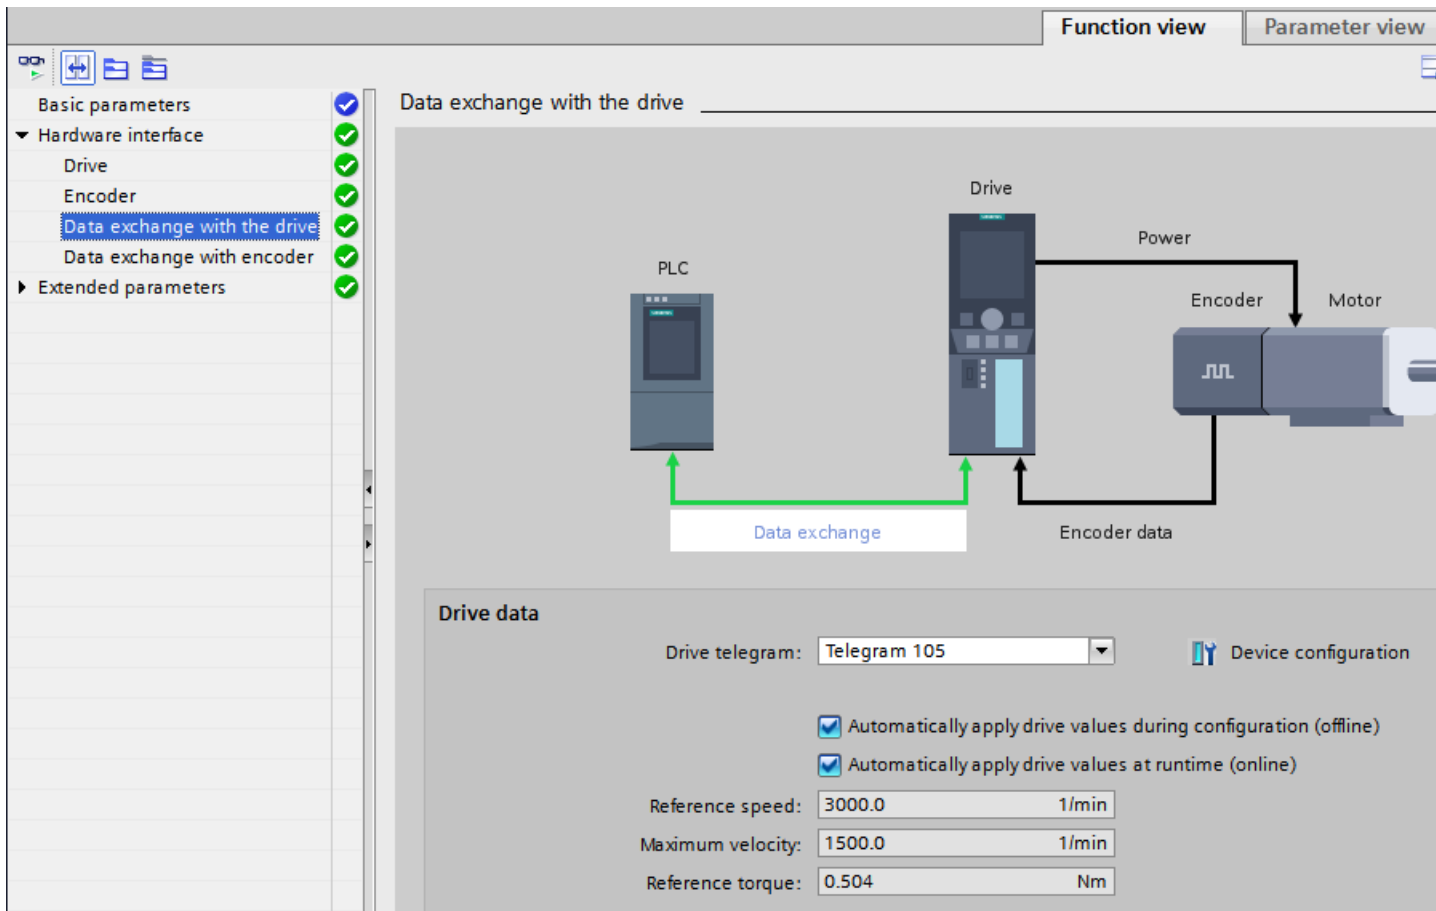 Function view
Parameter view
Basic parameters
Hardware interface
Drive
Encoder
Data exchange with the drive
Data exchange with encoder
Extended parameters
Data exchange with the drive
Drive
Power
PLC
Encoder
Motor
Data exchange
Encoder data
Drive data
Drive telegram: Telegram 105
Device configuration
Automatically apply drive values during configuration (offline)
Automatically apply drive values at runtime (online)
Reference speed: 3000.0 1/min
Maximum velocity: 1500.0 1/min
Reference torque: 0.504 Nm